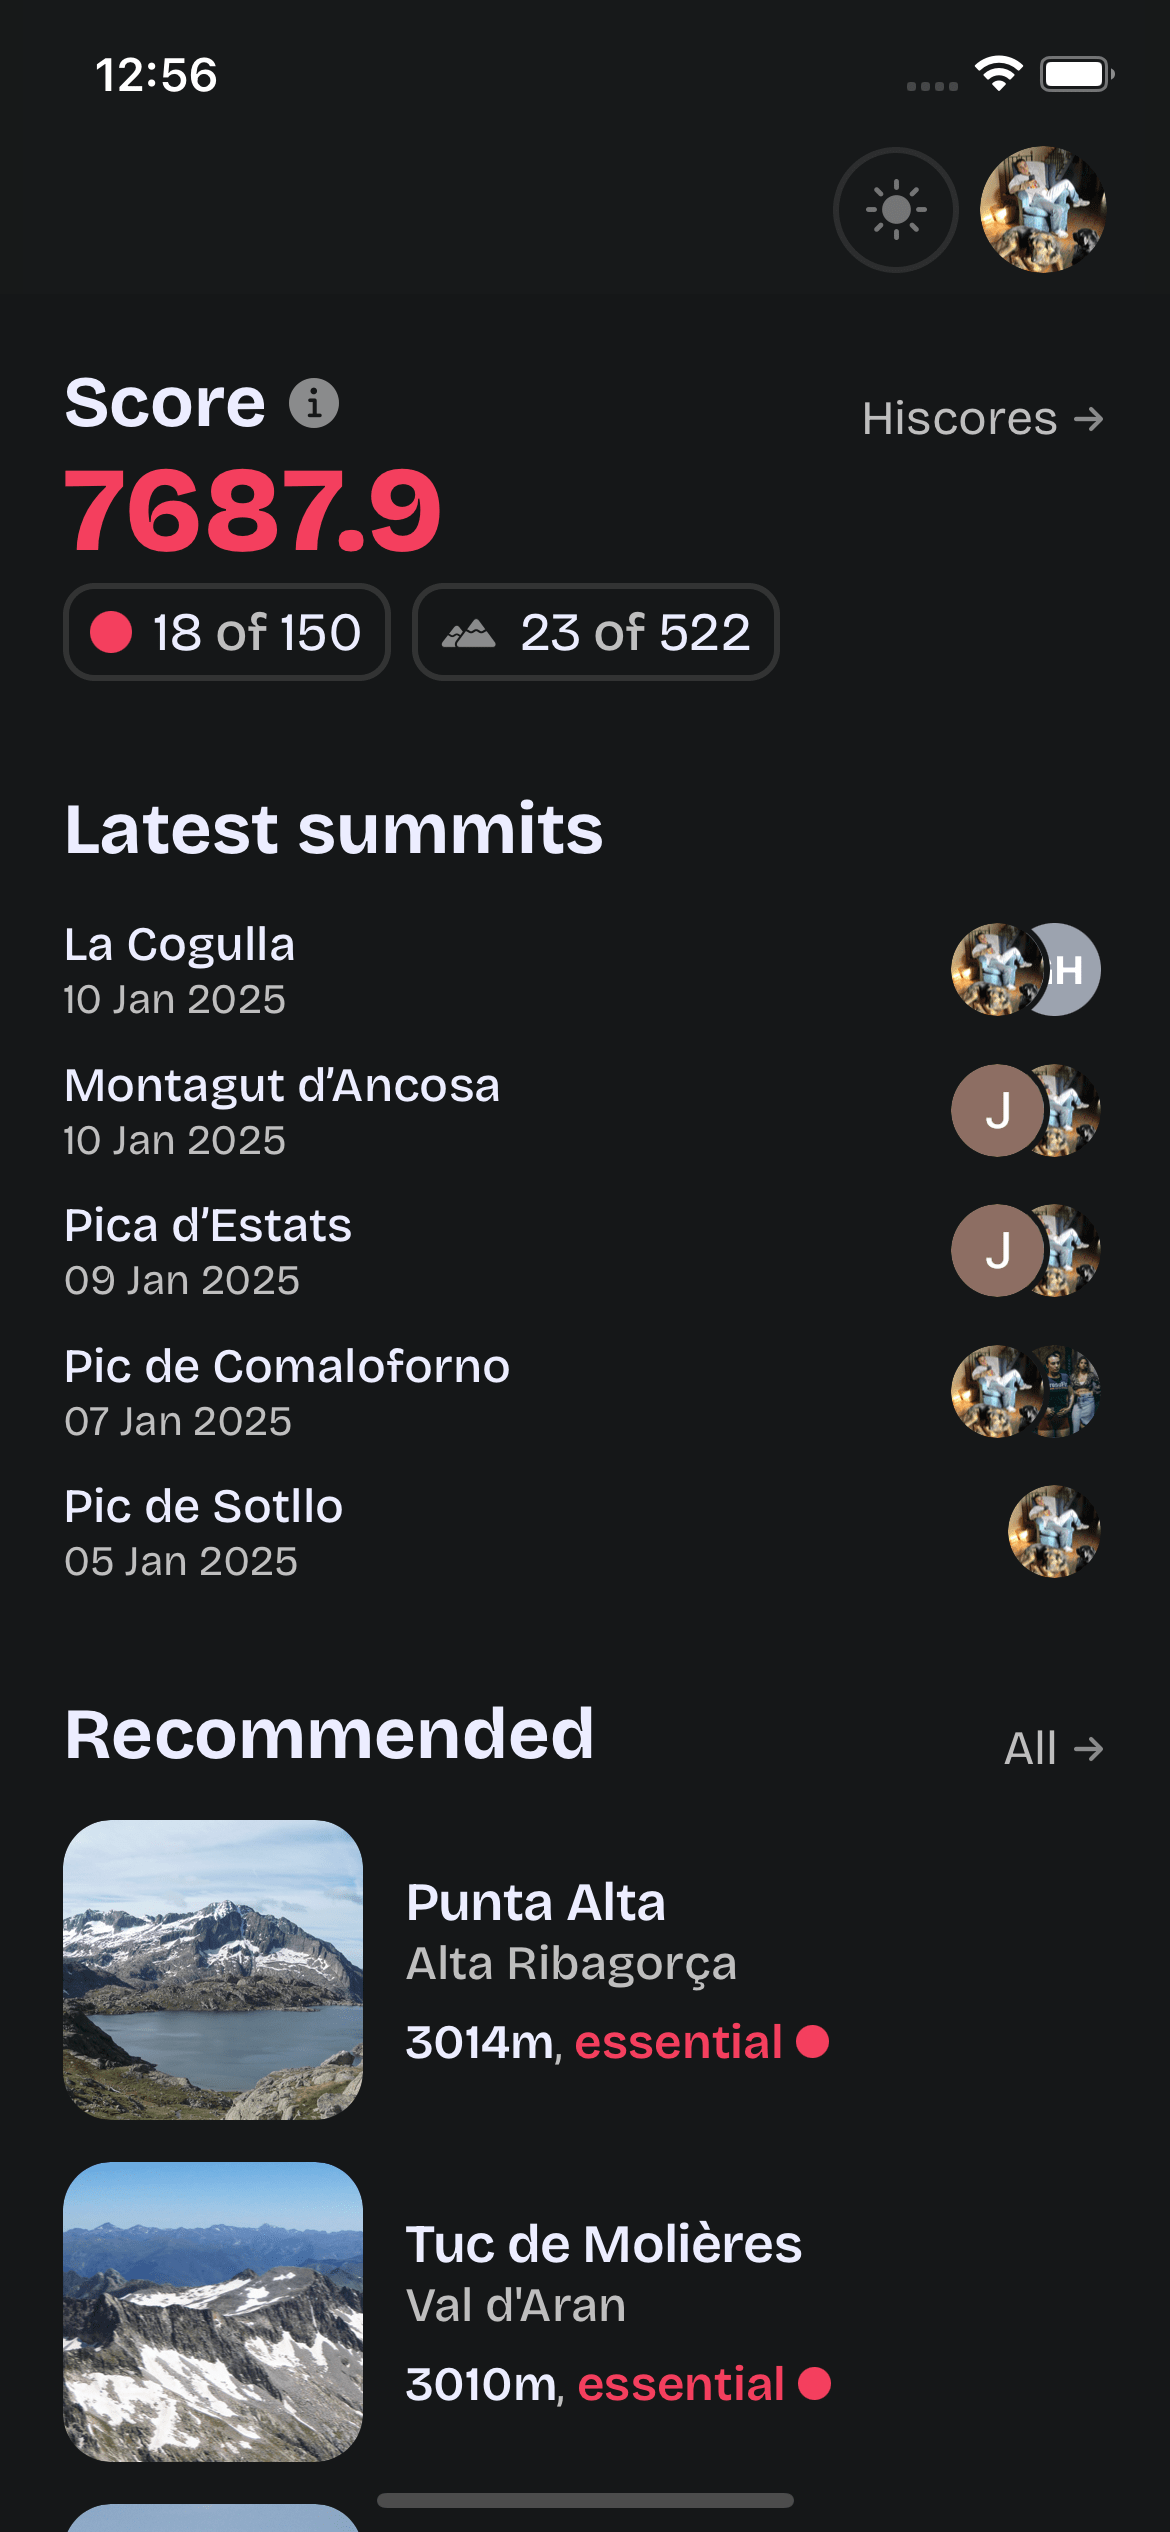 12:56
Score
Hiscores →
7687.9
18 of 150
23 of 522
Latest summits
La Cogulla
10 Jan 2025
H
Montagut d’Ancosa
10 Jan 2025
J
Pica d’Estats
09 Jan 2025
J
Pic de Comaloforno
07 Jan 2025
Pic de Sotllo
05 Jan 2025
Recommended
All →
Punta Alta
Alta Ribagorça
3014m, essential
Tuc de Molières
Val d'Aran
3010m, essential